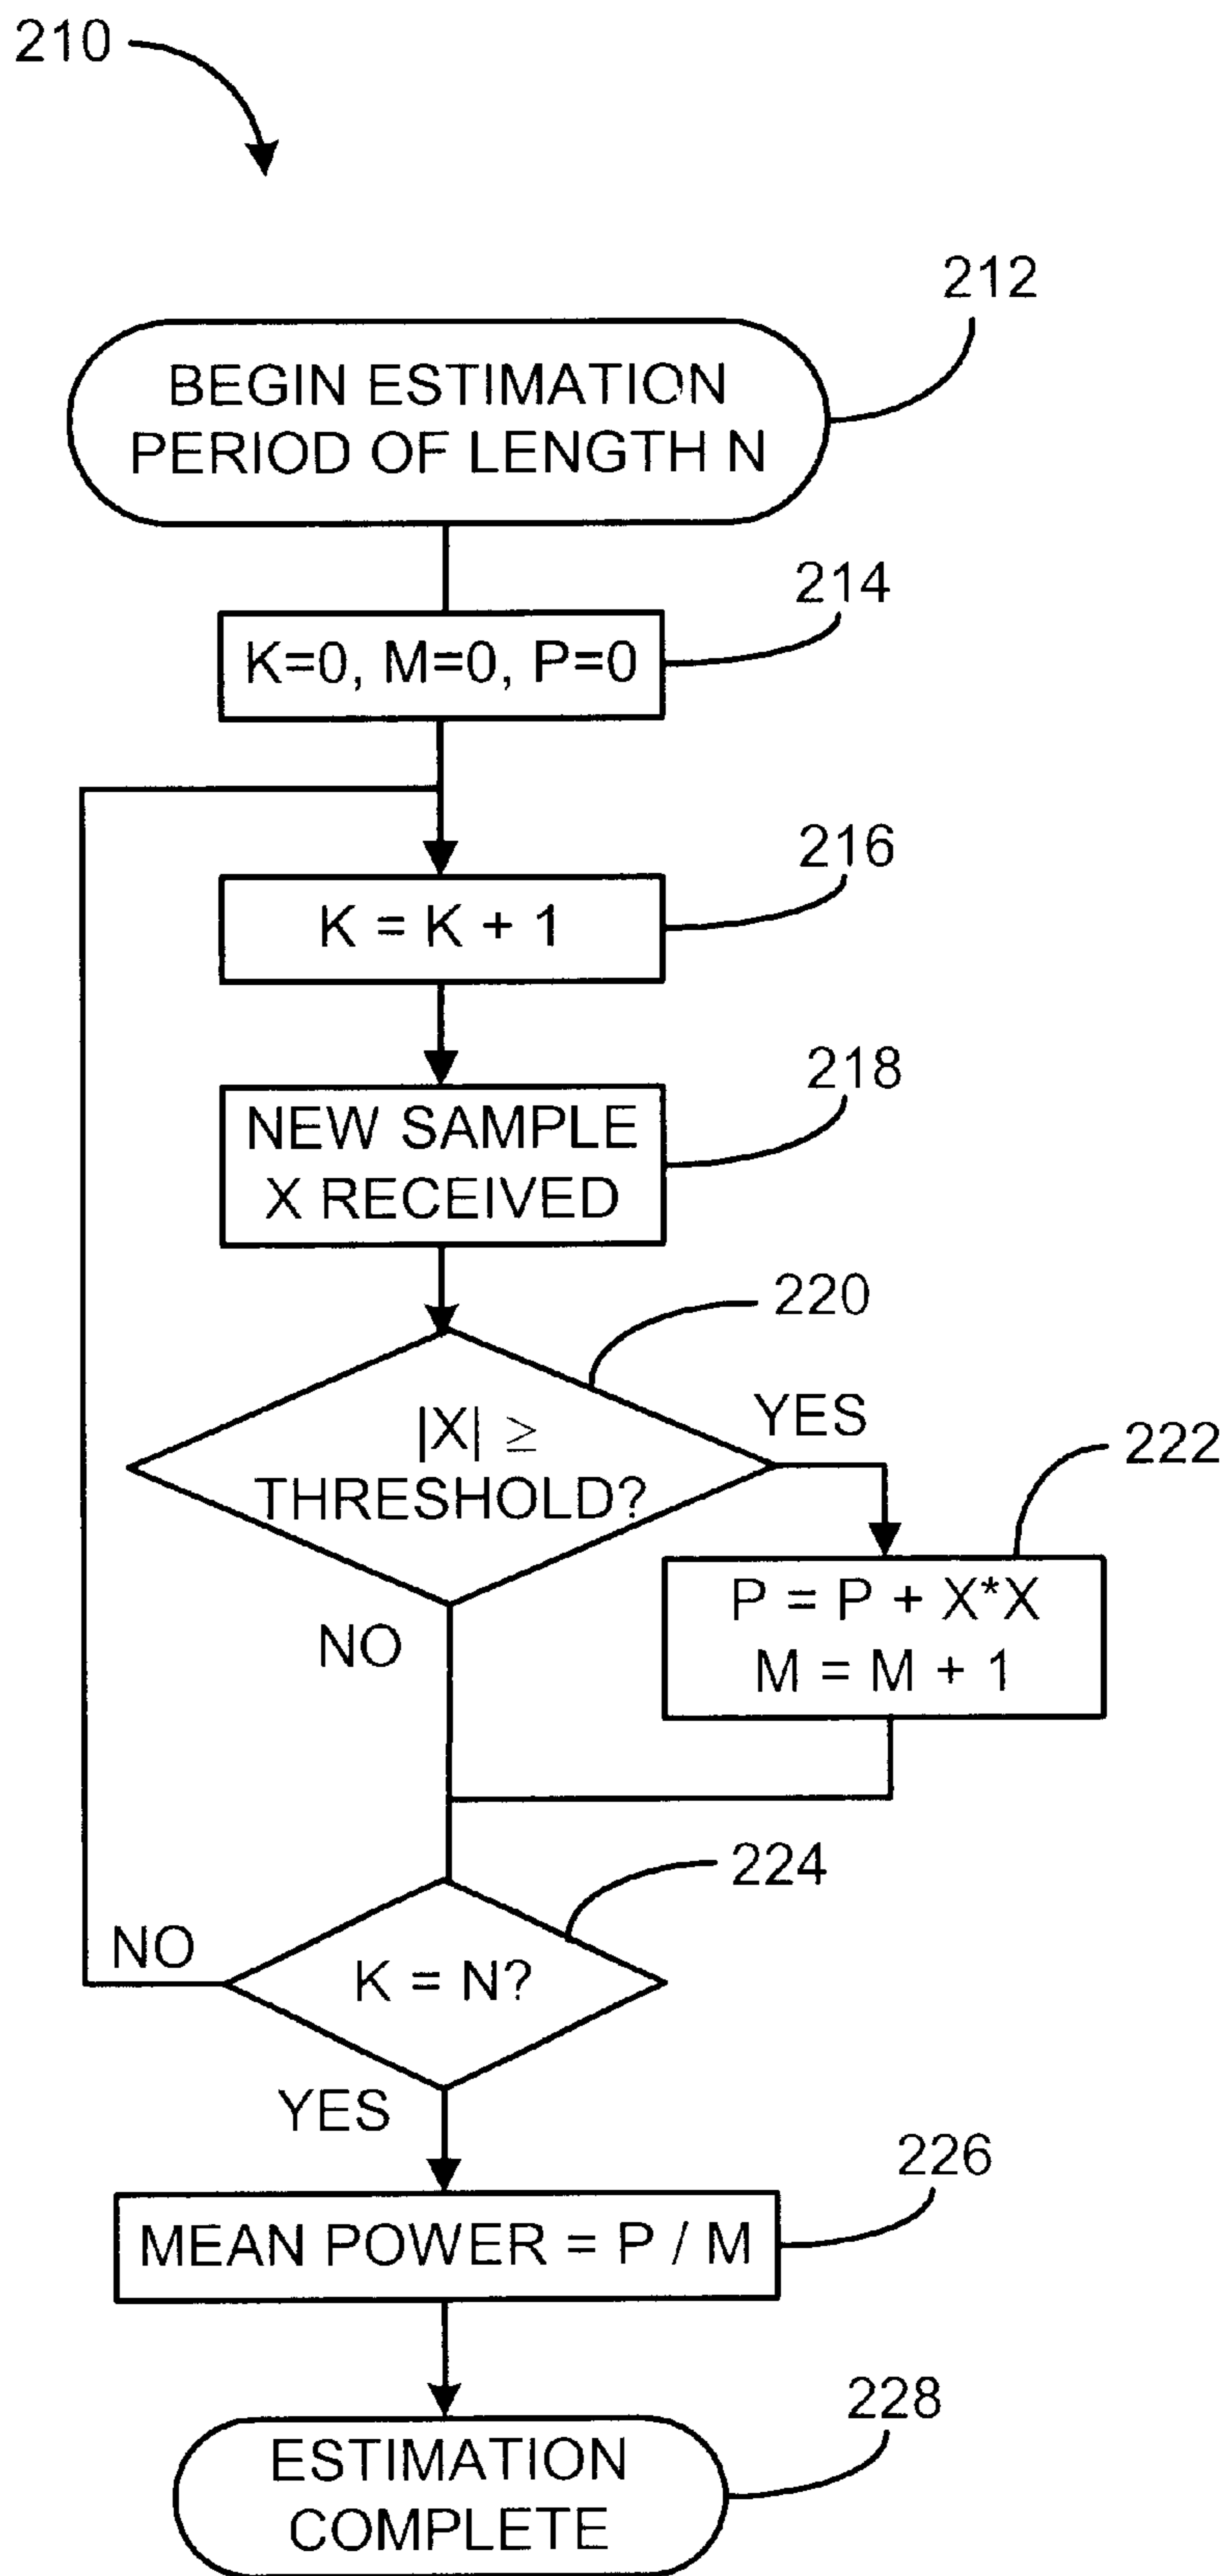 210
212
BEGIN ESTIMATION
PERIOD OF LENGTH N
214
K=0, M=0, P=0
216
K = K + 1
218
NEW SAMPLE
X RECEIVED
220
|X| ≥
THRESHOLD?
YES
222
P = P + X*X
M = M + 1
NO
224
NO
K = N?
YES
226
MEAN POWER = P / M
228
ESTIMATION
COMPLETE